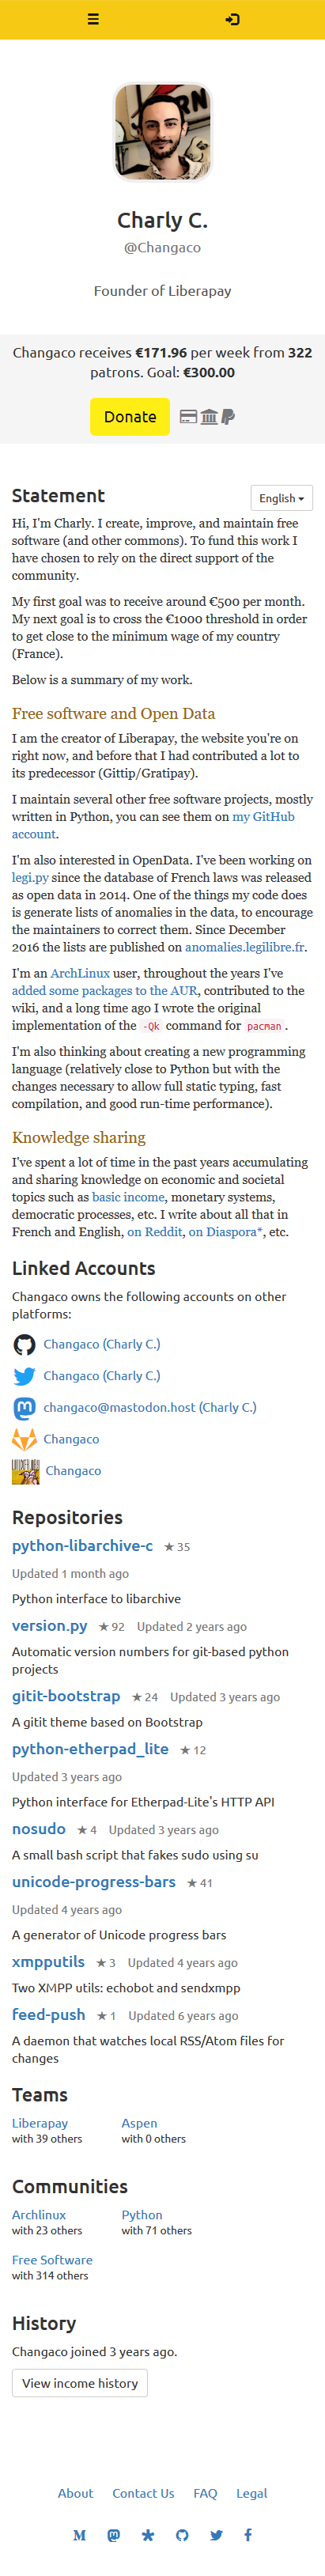 Charly C.
@Changaco
Founder of Liberapay
Changaco receives €171.96 per week from 322
patrons. Goal: €300.00
Donate
Statement
English
Hi, I'm Charly. I create, improve, and maintain free
software (and other commons). To fund this work I
have chosen to rely on the direct support of the
community.
My first goal was to receive around €500 per month.
My next goal is to cross the €1000 threshold in order
to get close to the minimum wage of my country
(France).
Below is a summary of my work.
Free software and Open Data
I am the creator of Liberapay, the website you're on
right now, and before that I had contributed a lot to
its predecessor (Gittip/Gratipay).
I maintain several other free software projects, mostly
written in Python, you can see them on my GitHub
account.
I'm also interested in OpenData. I've been working on
legi.py since the database of French laws was released
as open data in 2014. One of the things my code does
is generate lists of anomalies in the data, to encourage
the maintainers to correct them. Since December
2016 the lists are published on anomalies.legilibre.fr.
I'm an ArchLinux user, throughout the years I've
added some packages to the AUR, contributed to the
wiki, and a long time ago I wrote the original
implementation of the -Qk command for pacman.
I'm also thinking about creating a new programming
language (relatively close to Python but with the
changes necessary to allow full static typing, fast
compilation, and good run-time performance).
Knowledge sharing
I've spent a lot of time in the past years accumulating
and sharing knowledge on economic and societal
topics such as basic income, monetary systems,
democratic processes, etc. I write about all that in
French and English, on Reddit, on Diaspora*, etc.
Linked Accounts
Changaco owns the following accounts on other
platforms:
Changaco (Charly C.)
Changaco (Charly C.)
changaco@mastodon.host (Charly C.)
Changaco
Changaco
Repositories
python-libarchive-c ★ 35
Updated 1 month ago
Python interface to libarchive
version.py ★ 92 Updated 2 years ago
Automatic version numbers for git-based python
projects
gitit-bootstrap ★ 24 Updated 3 years ago
A gitit theme based on Bootstrap
python-etherpad_lite ★ 12
Updated 3 years ago
Python interface for Etherpad-Lite's HTTP API
nosudo ★ 4 Updated 3 years ago
A small bash script that fakes sudo using su
unicode-progress-bars ★ 41
Updated 4 years ago
A generator of Unicode progress bars
xmpputils ★ 3 Updated 4 years ago
Two XMPP utils: echobot and sendxmpp
feed-push ★ 1 Updated 6 years ago
A daemon that watches local RSS/Atom files for
changes
Teams
Liberapay Aspen
with 39 others with 0 others
Communities
Archlinux Python
with 23 others with 71 others
Free Software
with 314 others
History
Changaco joined 3 years ago.
View income history
About Contact Us FAQ Legal